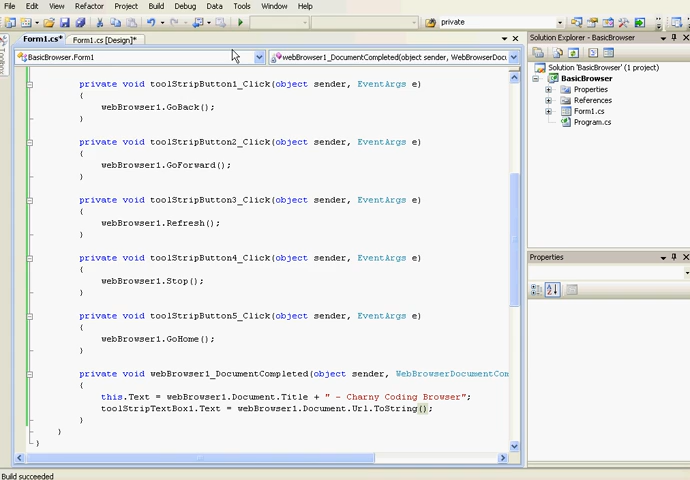 File Edit View Refactor Project Build Debug Data Tools Window Help
private
Form1.cs* Form1.cs [Design]*
Toolbox
BasicBrowser.Form1
webBrowser1_DocumentCompleted(object sender, WebBrowserDocu
private void toolStripButton1_Click(object sender, EventArgs e)
{
webBrowser1.GoBack();
}
private void toolStripButton2_Click(object sender, EventArgs e)
{
webBrowser1.GoForward();
}
private void toolStripButton3_Click(object sender, EventArgs e)
{
webBrowser1.Refresh();
}
private void toolStripButton4_Click(object sender, EventArgs e)
{
webBrowser1.Stop();
}
private void toolStripButton5_Click(object sender, EventArgs e)
{
webBrowser1.GoHome();
}
private void webBrowser1_DocumentCompleted(object sender, WebBrowserDocumentCom
{
this.Text = webBrowser1.Document.Title + " - Charny Coding Browser";
toolStripTextBox1.Text = webBrowser1.Document.Url.ToString();
}
}
}
Solution Explorer - BasicBrowser
Solution 'BasicBrowser' (1 project)
BasicBrowser
Properties
References
Form1.cs
Program.cs
Properties
Build succeeded